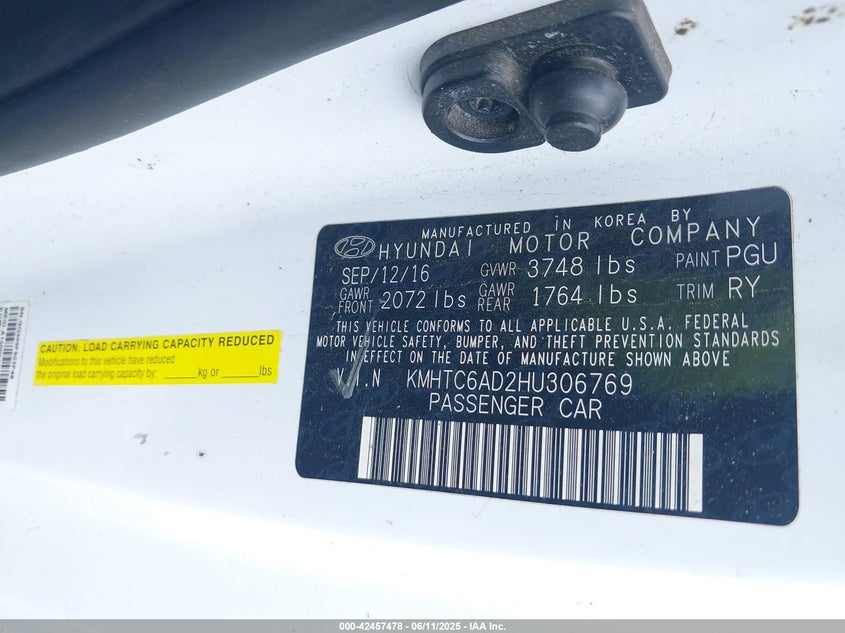 MANUFACTURED IN KOREA BY
HYUNDAI MOTOR COMPANY
SEP/12/16 GVWR 3748 lbs PAINT PGU
GAWR FRONT 2072 lbs GAWR REAR 1764 lbs TRIM RY
THIS VEHICLE CONFORMS TO ALL APPLICABLE U.S.A. FEDERAL
MOTOR VEHICLE SAFETY, BUMPER, AND THEFT PREVENTION STANDARDS
IN EFFECT ON THE DATE OF MANUFACTURE SHOWN ABOVE
V.I.N KMHTC6AD2HU306769
PASSENGER CAR
CAUTION: LOAD CARRYING CAPACITY REDUCED
Modifications to this vehicle have reduced
the original load carrying capacity by: ______kg or ______lbs
000-42457478 - 06/11/2025 - IAA Inc.